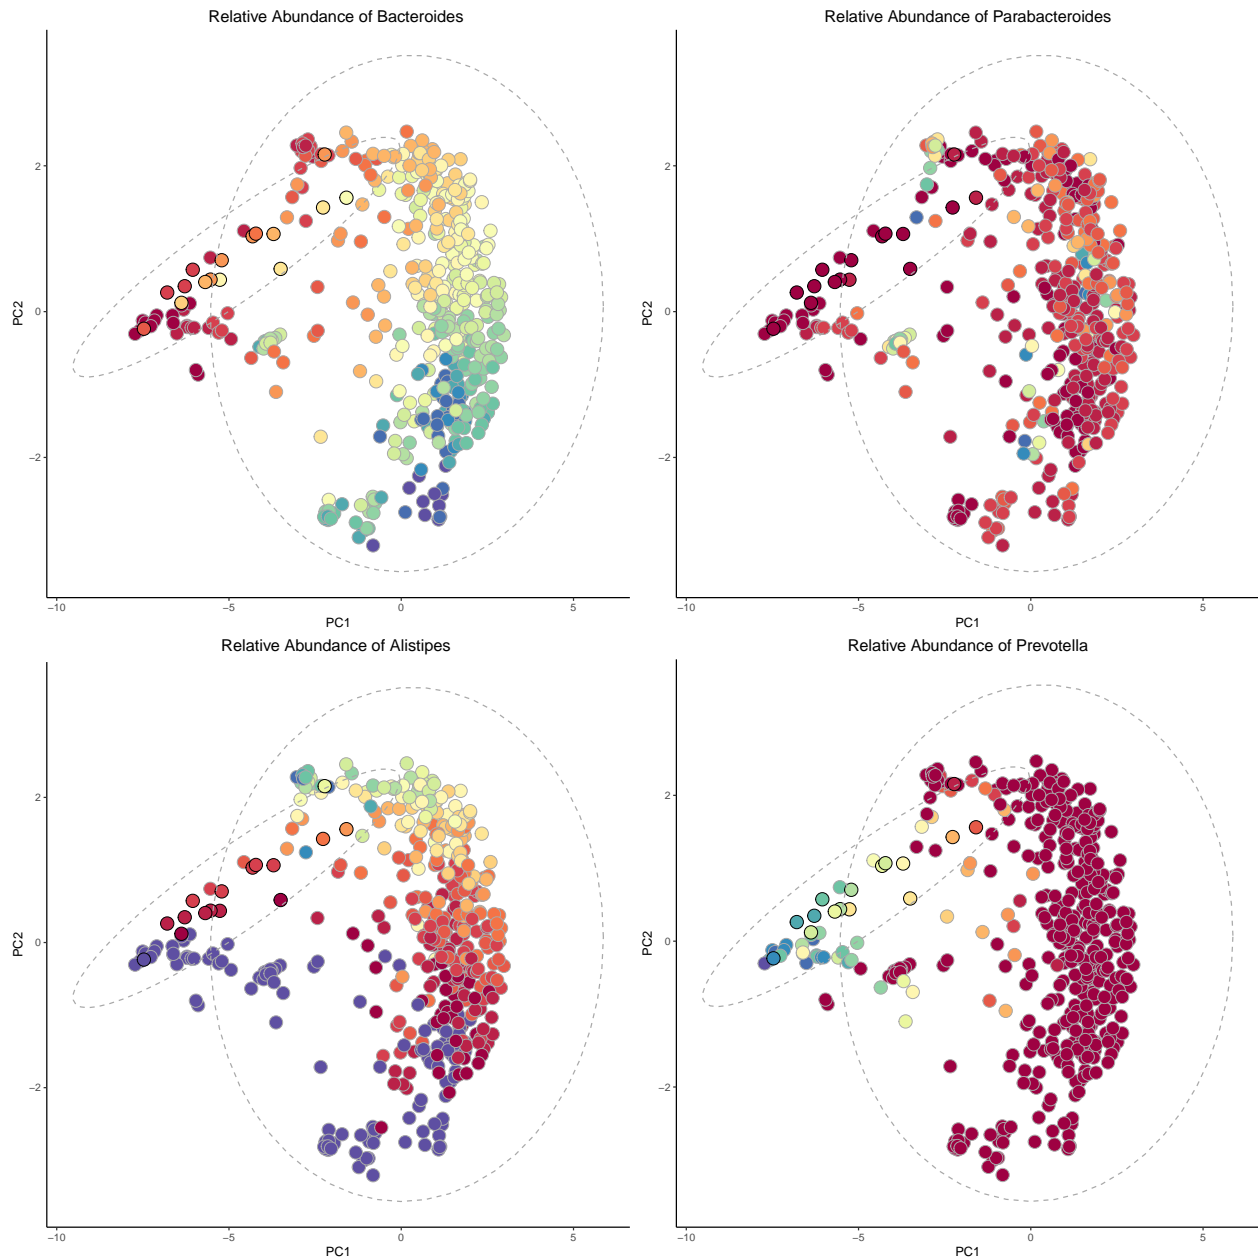 Relative Abundance of Bacteroides
2
0
−2
PC2
−10
−5
0
5
PC1
Relative Abundance of Parabacteroides
2
0
−2
PC2
−10
−5
0
5
PC1
Relative Abundance of Alistipes
2
0
−2
PC2
−10
−5
0
5
PC1
Relative Abundance of Prevotella
2
0
−2
PC2
−10
−5
0
5
PC1